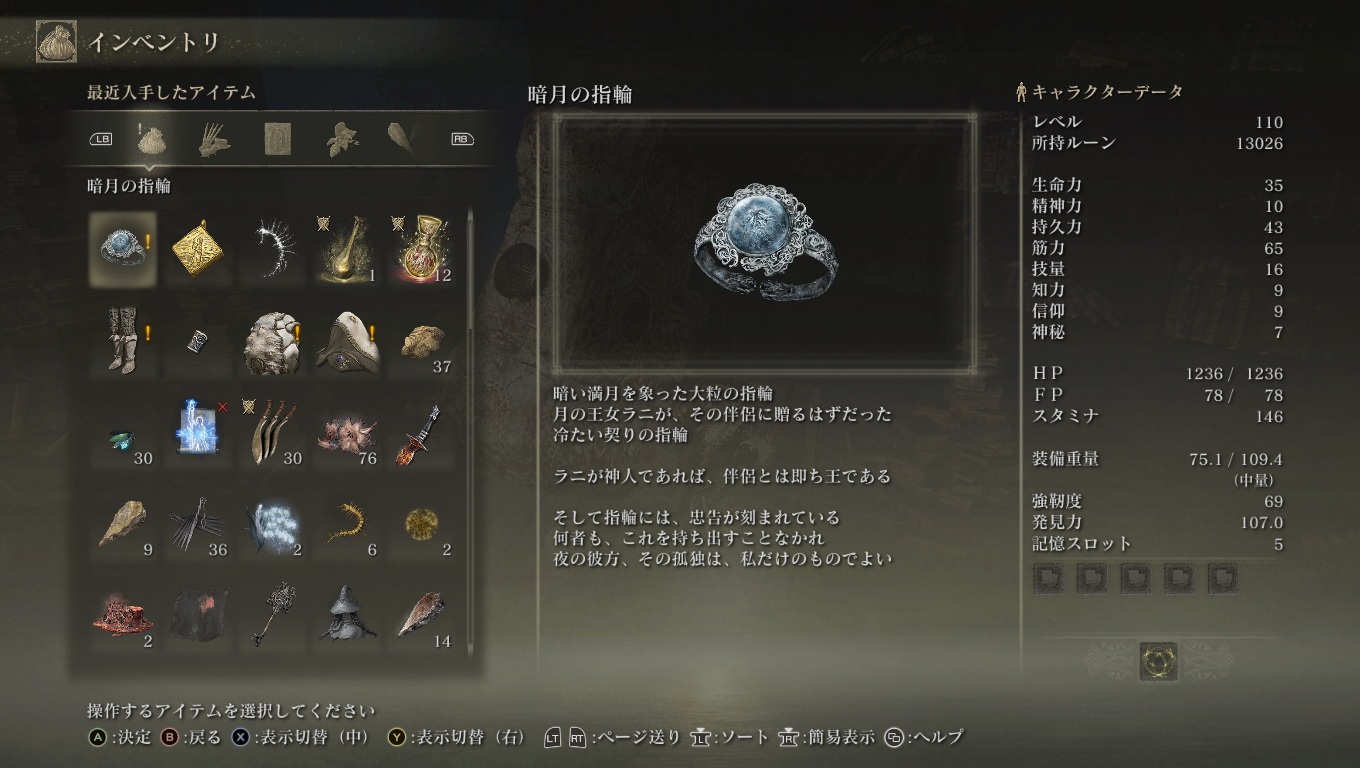 インベントリ
最近入手したアイテム
LB
RB
暗月の指輪
1
12
37
30
30
76
9
36
2
6
2
2
14
暗月の指輪
暗い満月を象った大粒の指輪
月の王女ラニが、その伴侶に贈るはずだった
冷たい契りの指輪
ラニが神人であれば、伴侶とは即ち王である
そして指輪には、忠告が刻まれている
何者も、これを持ち出すことなかれ
夜の彼方、その孤独は、私だけのものでよい
キャラクターデータ
レベル 110
所持ルーン 13026
生命力 35
精神力 10
持久力 43
筋力 65
技量 16
知力 9
信仰 9
神秘 7
HP 1236 / 1236
FP 78 / 78
スタミナ 146
装備重量 75.1 / 109.4
(中量)
強靭度 69
発見力 107.0
記憶スロット 5
操作するアイテムを選択してください
A:決定 B:戻る X:表示切替（中） Y:表示切替（右） LT RT:ページ送り L:ソート R:簡易表示 :ヘルプ